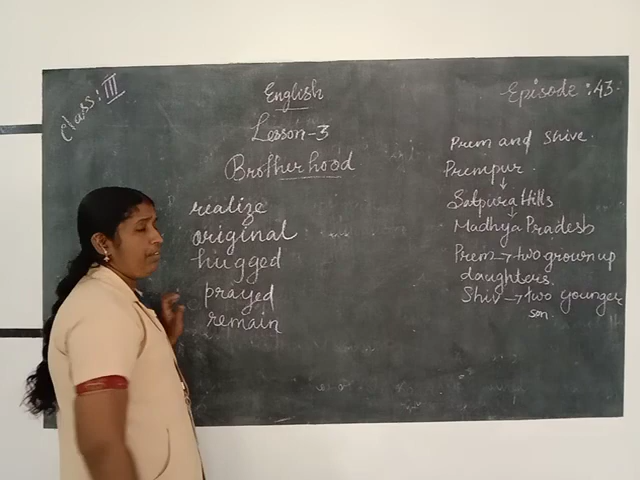 Class: III
English
Episode: 43.
Lesson-3
Brotherhood
realize
original
hugged
prayed
remain
Prem and Shive.
Prempur.
↓
Satpura Hills
↓
Madhya Pradesh
Prem → two grown up
daughters.
Shiv → two younger
son.